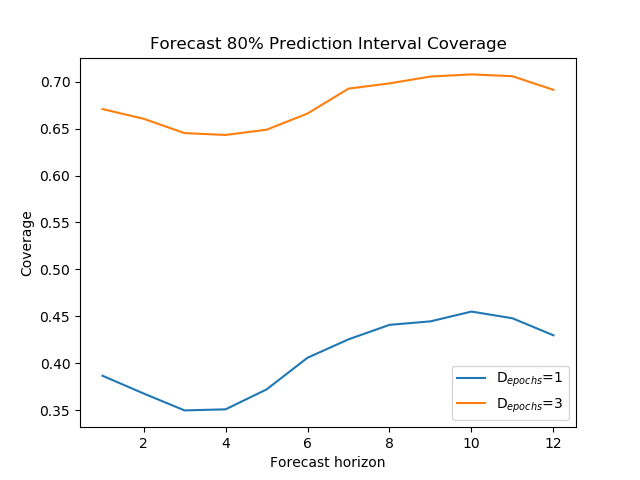 Forecast 80% Prediction Interval Coverage
Coverage
0.70
0.65
0.60
0.55
0.50
0.45
0.40
0.35
2 4 6 8 10 12
Forecast horizon
D_epochs=1
D_epochs=3